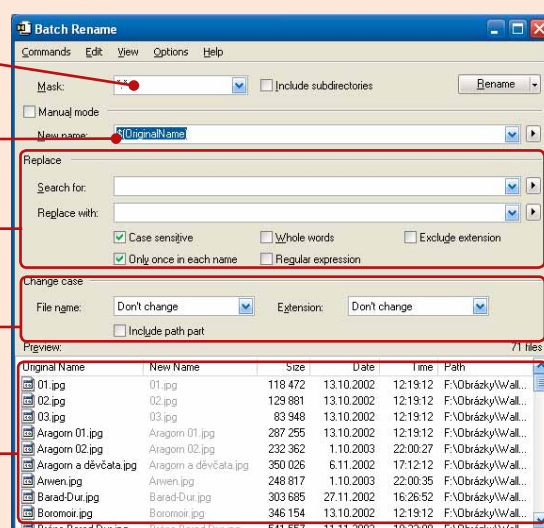 Batch Rename
Commands Edit View Options Help
Mask: *.* Include subdirectories Rename
Manual mode
New name: $(OriginalName)
Replace
Search for:
Replace with:
Case sensitive Whole words Exclude extension
Only once in each name Regular expression
Change case
File name: Don't change Extension: Don't change
Include path part
Preview: 71 files
Original Name New Name Size Date Time Path
01.jpg 01.jpg 118 472 13.10.2002 12:19:12 F:\Obrázky\Wall...
02.jpg 02.jpg 129 881 13.10.2002 12:19:12 F:\Obrázky\Wall...
03.jpg 03.jpg 83 948 13.10.2002 12:19:12 F:\Obrázky\Wall...
Aragorn 01.jpg Aragorn 01.jpg 287 255 13.10.2002 12:19:12 F:\Obrázky\Wall...
Aragorn 02.jpg Aragorn 02.jpg 232 362 1.10.2003 22:00:27 F:\Obrázky\Wall...
Aragorn a děvčata.jpg Aragorn a děvčata.jpg 350 026 6.11.2002 17:12:12 F:\Obrázky\Wall...
Arwen.jpg Arwen.jpg 248 817 1.10.2003 22:00:35 F:\Obrázky\Wall...
Barad-Dur.jpg Barad-Dur.jpg 303 685 27.11.2002 16:26:52 F:\Obrázky\Wall...
Boromir.jpg Boromir.jpg 346 154 13.10.2002 12:19:12 F:\Obrázky\Wall...